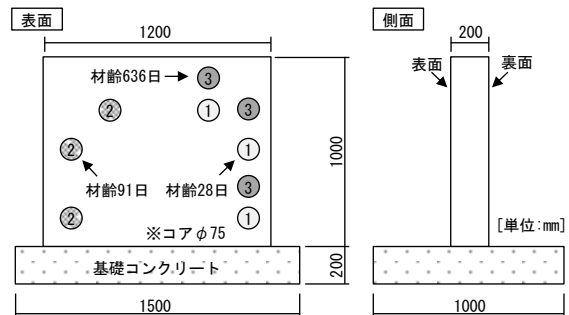 表面
側面
1200
200
材齢636日
3
表面
裏面
2
1
3
2
1
1000
材齢91日
材齢28日
3
2
1
※コアφ75
[単位:mm]
基礎コンクリート
200
1500
1000